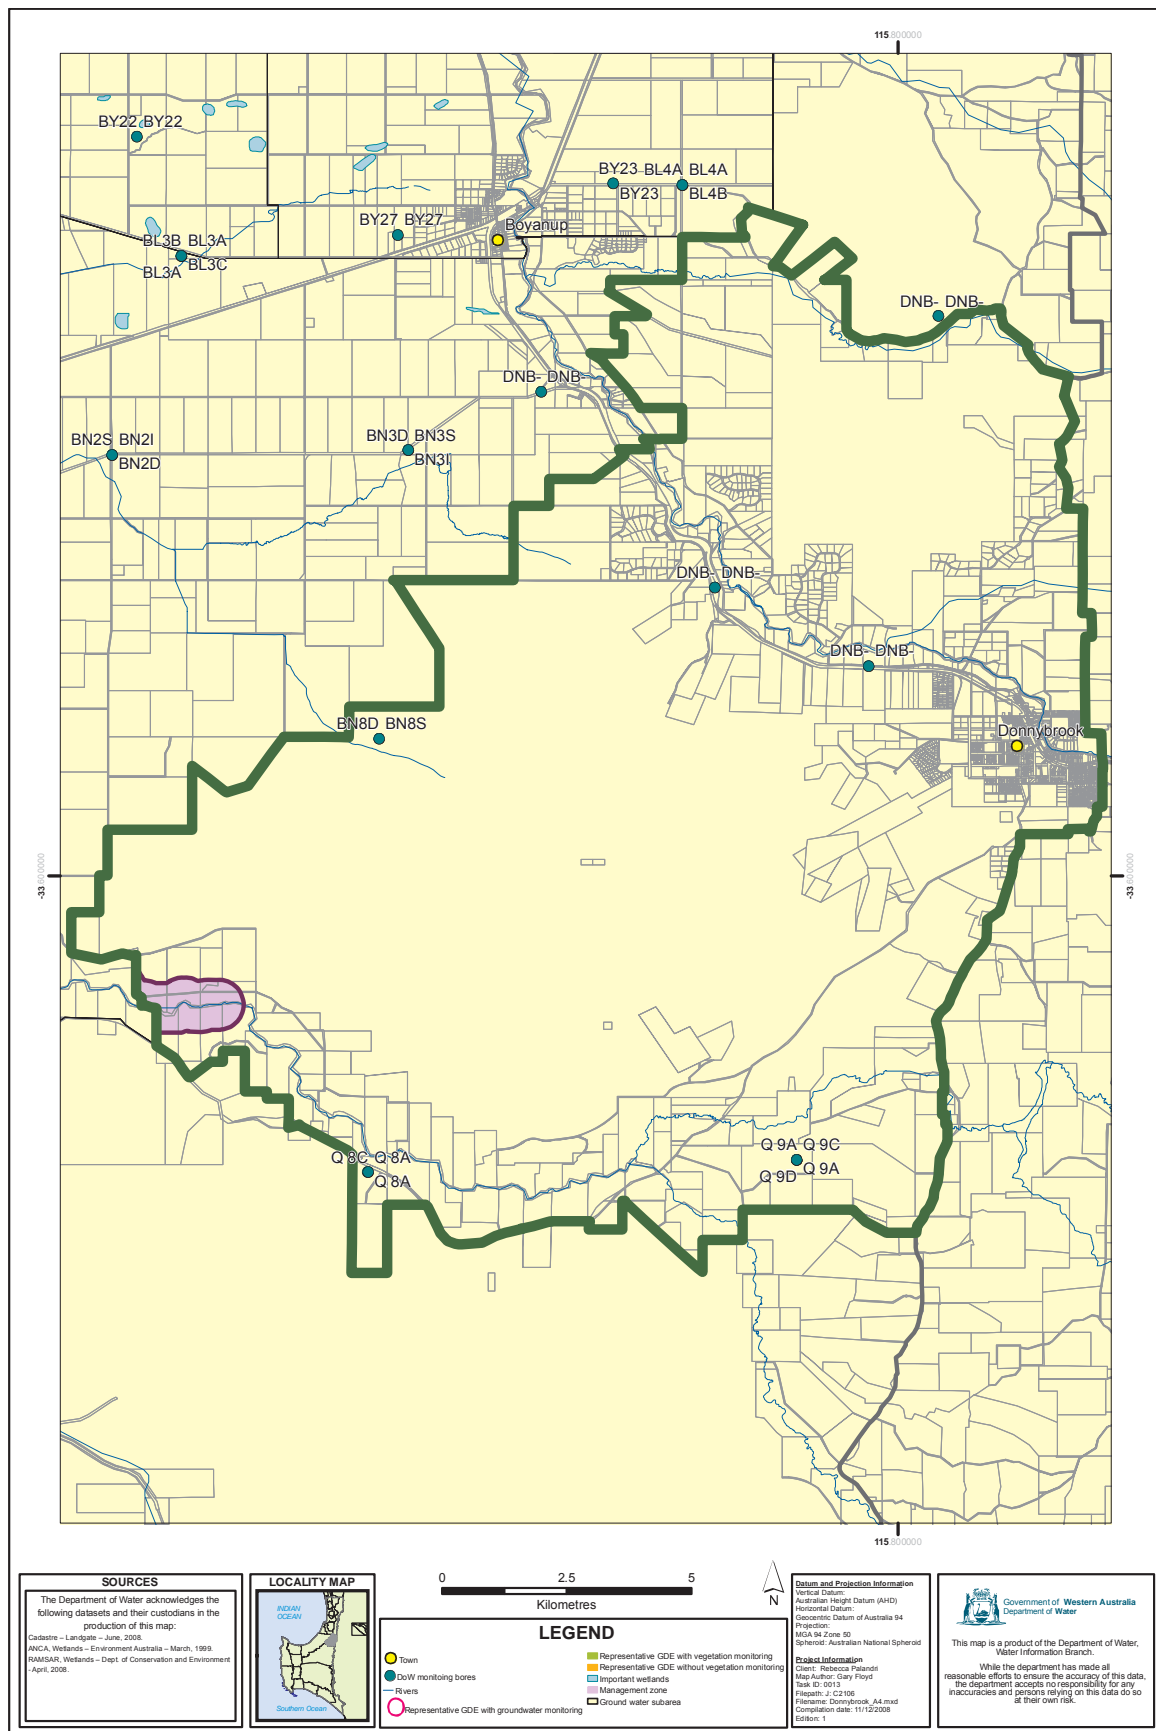 115.800000
BY22 BY22
BY23 BL4A BL4A
BY23 BL4B
BY27 BY27
Boyanup
BL3B BL3A
BL3A BL3C
DNB- DNB-
DNB- DNB-
BN2S BN2I
BN2D
BN3D BN3S
BN3I
DNB- DNB-
DNB- DNB-
BN8D BN8S
Donnybrook
-33.600000
-33.600000
Q 9A Q 9C
Q 9D Q 9A
Q 8C Q 8A
Q 8A
115.800000
SOURCES
The Department of Water acknowledges the
following datasets and their custodians in the
production of this map:
Cadastre – Landgate – June, 2008.
ANCA, Wetlands – Environment Australia – March, 1999.
RAMSAR, Wetlands – Dept. of Conservation and Environment
- April, 2008.
LOCALITY MAP
INDIAN
OCEAN
Southern Ocean
0 2.5 5
Kilometres
N
LEGEND
Town
DoW monitoing bores
Rivers
Representative GDE with groundwater monitoring
Representative GDE with vegetation monitoring
Representative GDE without vegetation monitoring
Important wetlands
Management zone
Ground water subarea
Datum and Projection Information
Vertical Datum:
Australian Height Datum (AHD)
Horizontal Datum:
Geocentric Datum of Australia 94
Projection:
MGA 94 Zone 50
Spheroid: Australian National Spheroid
Project Information
Client: Rebecca Palandri
Map Author: Gary Floyd
Task ID: 0013
Filepath: J: C2106
Filename: Donnybrook_A4.mxd
Compilation date: 11/12/2008
Edition: 1
Government of Western Australia
Department of Water
This map is a product of the Department of Water,
Water Information Branch.
While the department has made all
reasonable efforts to ensure the accuracy of this data,
the department accepts no responsibility for any
inaccuracies and persons relying on this data do so
at their own risk.